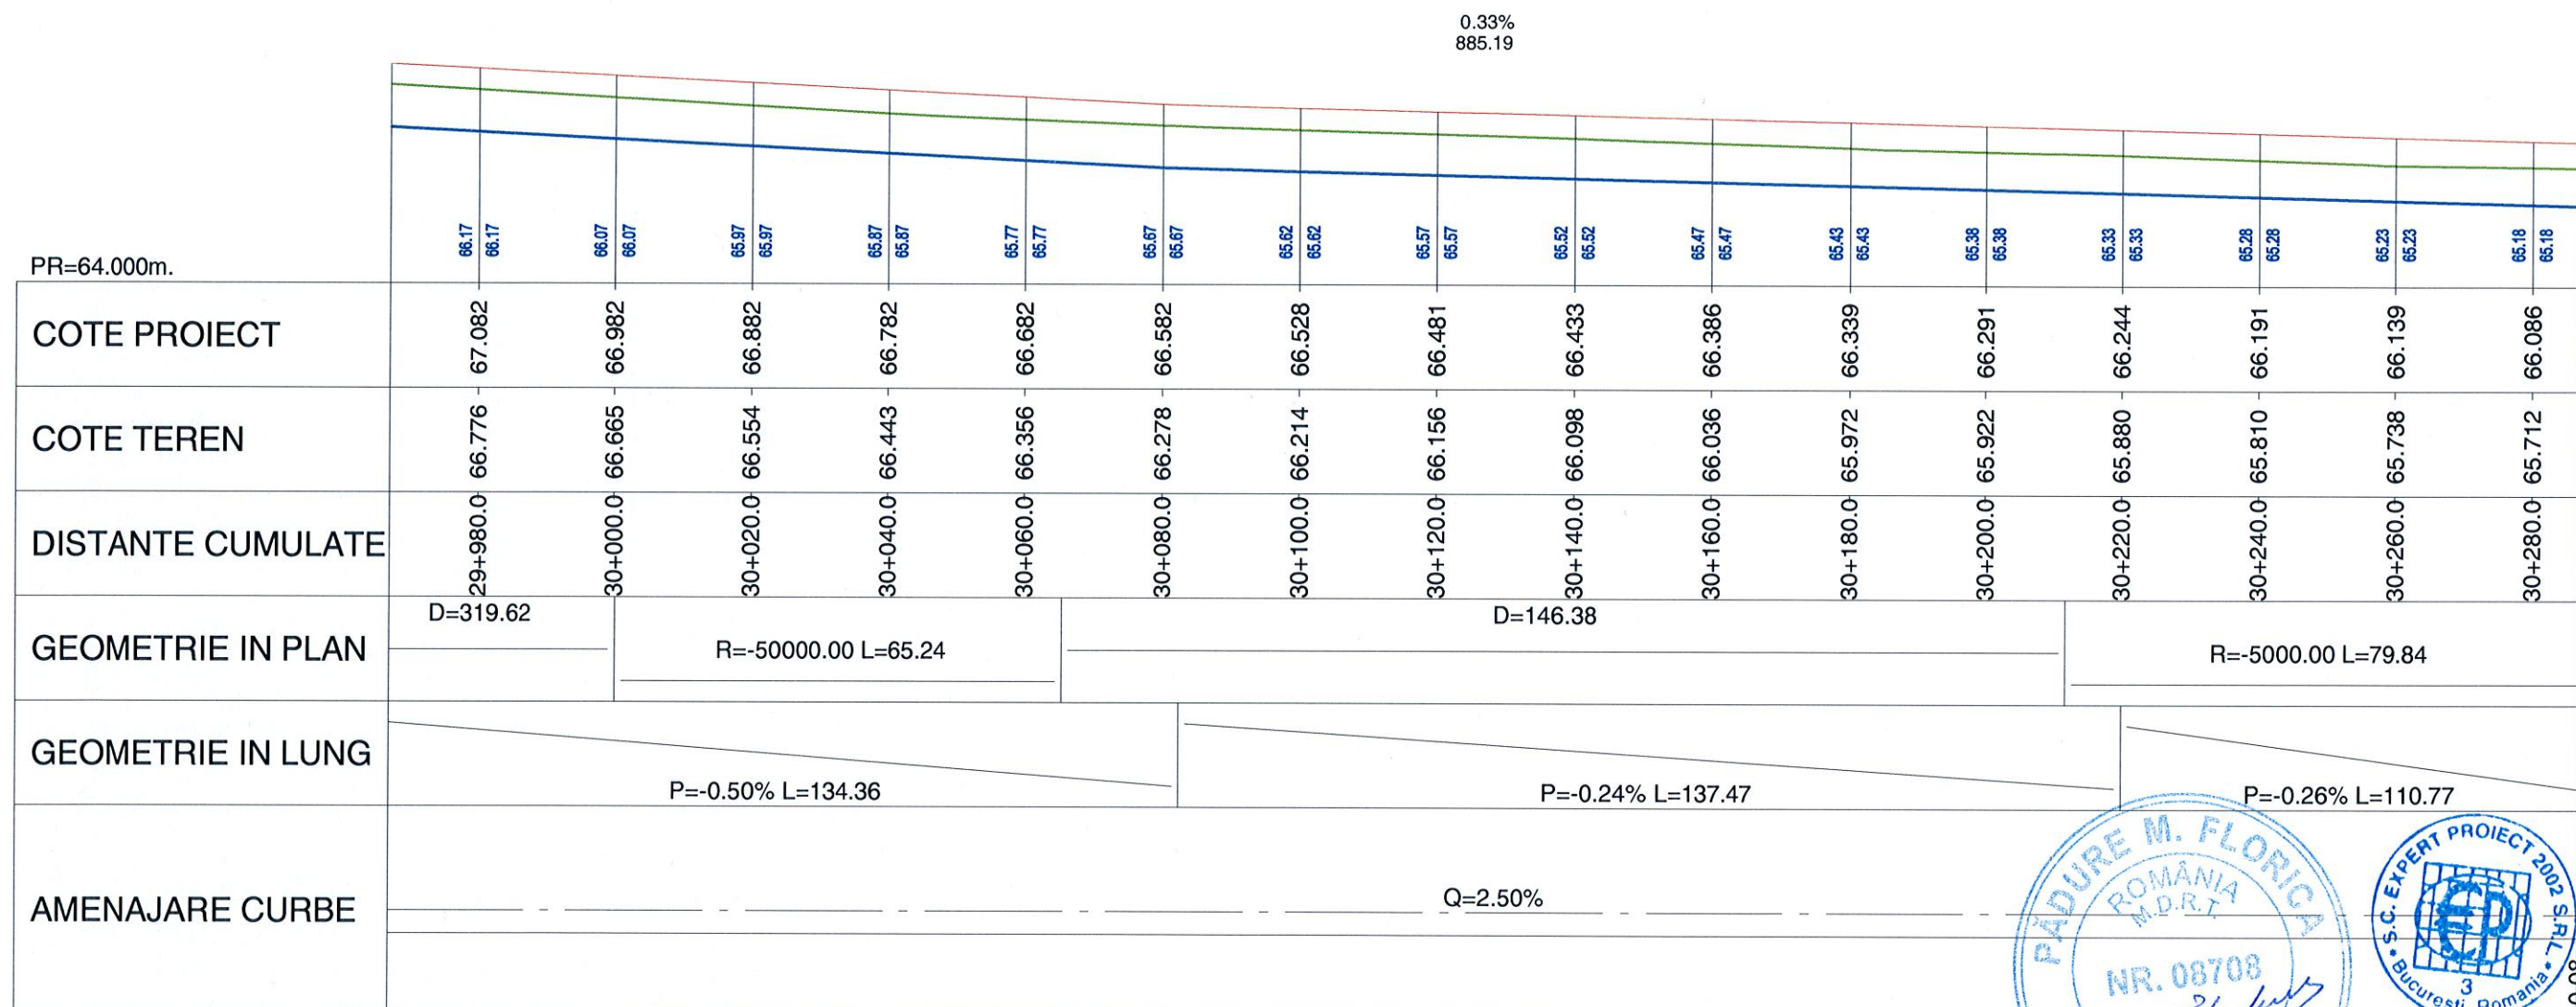 0.33%
885.19
66.17 66.07 65.97 65.87 65.77 65.67 65.62 65.57 65.52 65.47 65.43 65.38 65.33 65.28 65.23 65.18
66.17 66.07 65.97 65.87 65.77 65.67 65.62 65.57 65.52 65.47 65.43 65.38 65.33 65.28 65.23 65.18
PR=64.000m.
COTE PROIECT 67.082 66.982 66.882 66.782 66.682 66.582 66.528 66.481 66.433 66.386 66.339 66.291 66.244 66.191 66.139 66.086
COTE TEREN 66.776 66.665 66.554 66.443 66.356 66.278 66.214 66.156 66.098 66.036 65.972 65.922 65.880 65.810 65.738 65.712
DISTANTE CUMULATE 29+980.0 30+000.0 30+020.0 30+040.0 30+060.0 30+080.0 30+100.0 30+120.0 30+140.0 30+160.0 30+180.0 30+200.0 30+220.0 30+240.0 30+260.0 30+280.0
GEOMETRIE IN PLAN D=319.62 R=-50000.00 L=65.24 D=146.38 R=-5000.00 L=79.84
GEOMETRIE IN LUNG P=-0.50% L=134.36 P=-0.24% L=137.47 P=-0.26% L=110.77
AMENAJARE CURBE Q=2.50%
PĂDURE M. FLORICA
ROMÂNIA
M.D.R.T.
NR. 08708
S.C. EXPERT PROIECT 2002 S.R.L.
EP
3
Bucureşti Romania